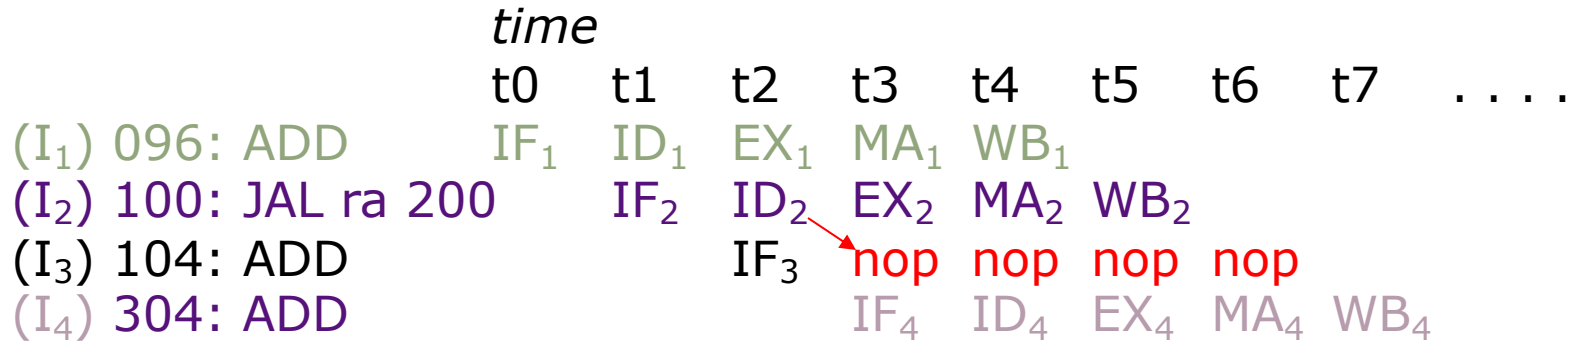 time
t0 t1 t2 t3 t4 t5 t6 t7 . . . .
(I₁) 096: ADD IF₁ ID₁ EX₁ MA₁ WB₁
(I₂) 100: JAL ra 200 IF₂ ID₂ EX₂ MA₂ WB₂
(I₃) 104: ADD IF₃ nop nop nop nop
(I₄) 304: ADD IF₄ ID₄ EX₄ MA₄ WB₄